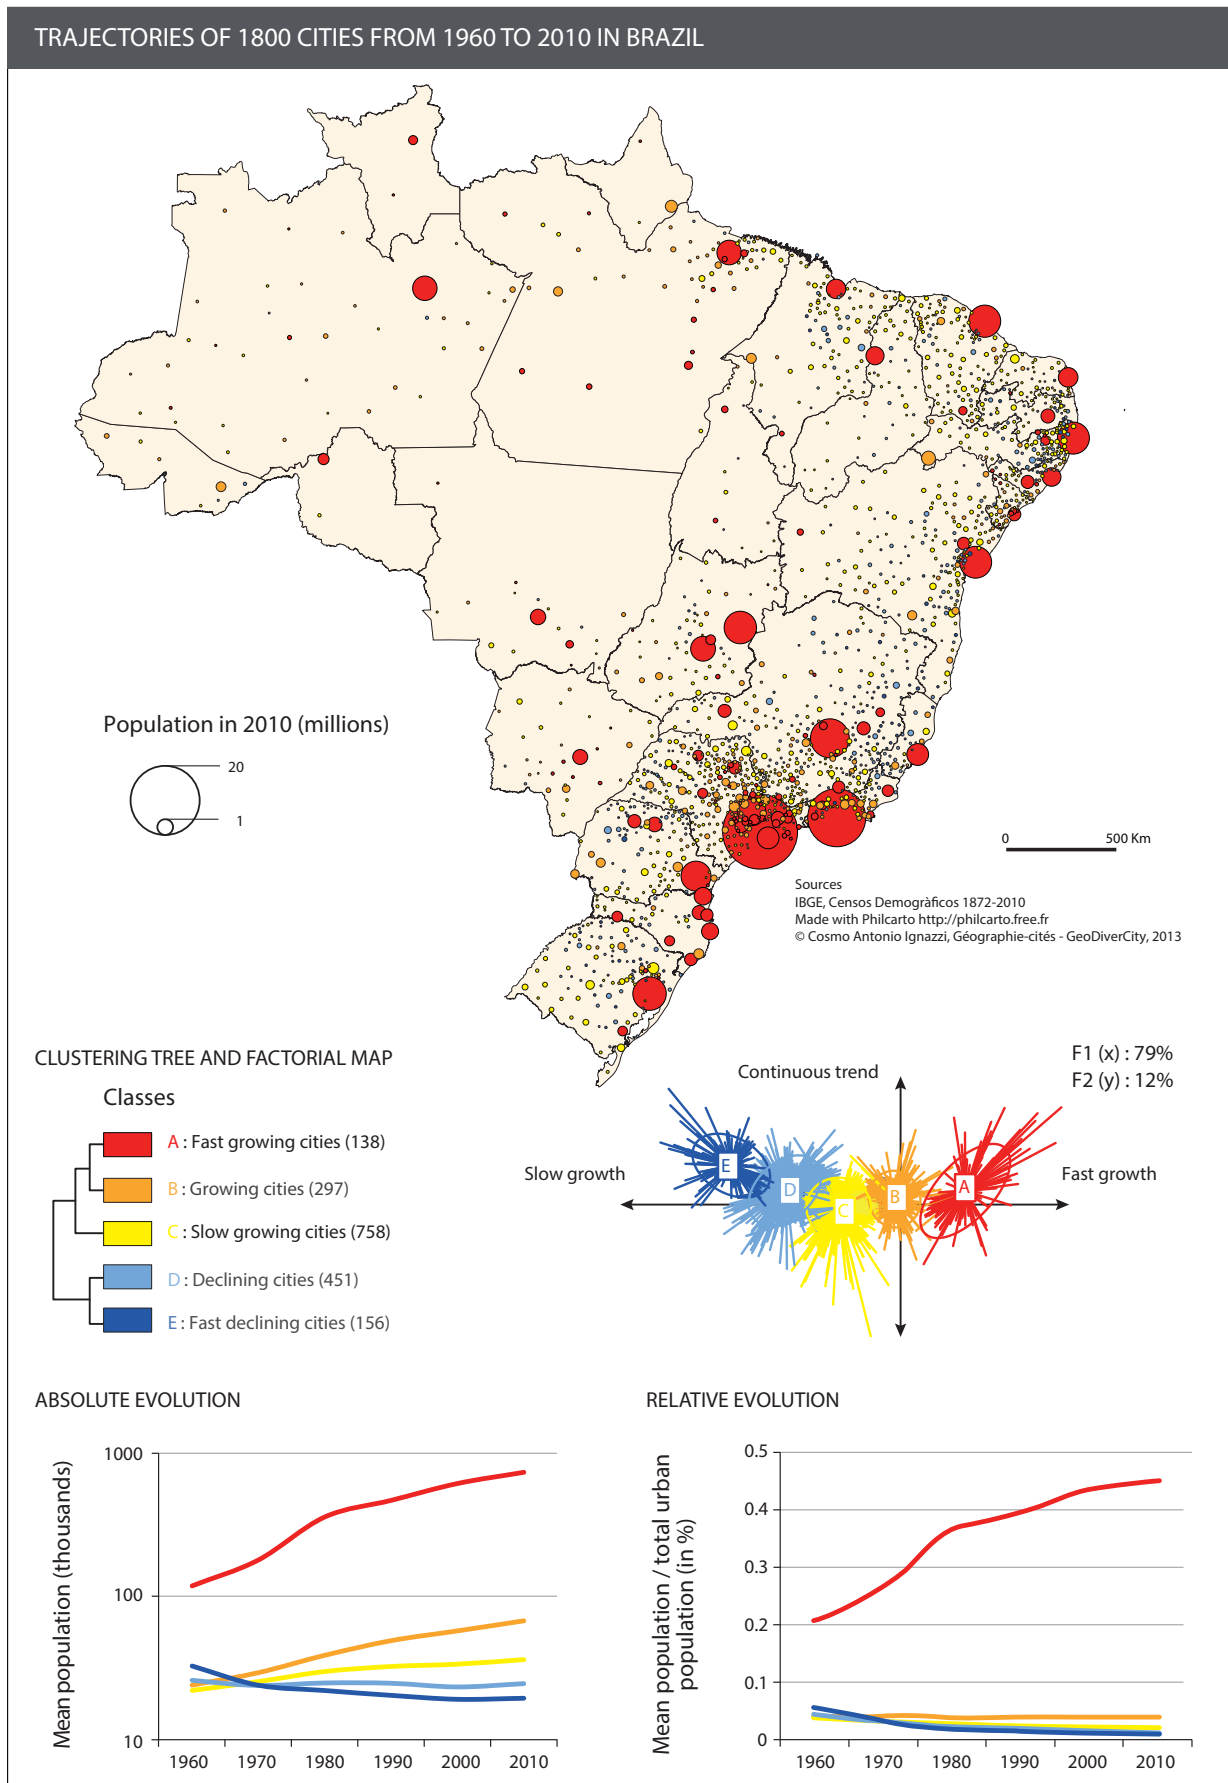 TRAJECTORIES OF 1800 CITIES FROM 1960 TO 2010 IN BRAZIL
Population in 2010 (millions)
20
1
0 500 Km
Sources
IBGE, Censos Demogràficos 1872-2010
Made with Philcarto http://philcarto.free.fr
© Cosmo Antonio Ignazzi, Géographie-cités - GeoDiverCity, 2013
CLUSTERING TREE AND FACTORIAL MAP
Classes
A : Fast growing cities (138)
B : Growing cities (297)
C : Slow growing cities (758)
D : Declining cities (451)
E : Fast declining cities (156)
F1 (x) : 79%
F2 (y) : 12%
Continuous trend
Slow growth
Fast growth
E
D
C
B
A
ABSOLUTE EVOLUTION
Mean population (thousands)
1000
100
10
1960 1970 1980 1990 2000 2010
RELATIVE EVOLUTION
Mean population / total urban
population (in %)
0.5
0.4
0.3
0.2
0.1
0
1960 1970 1980 1990 2000 2010